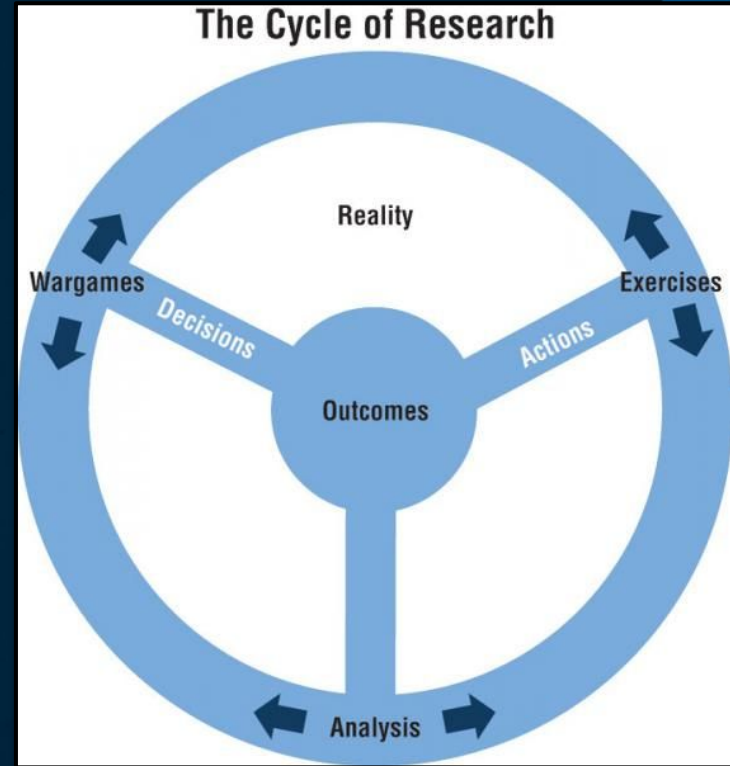 The Cycle of Research
Reality
Wargames
Exercises
Decisions
Actions
Outcomes
Analysis